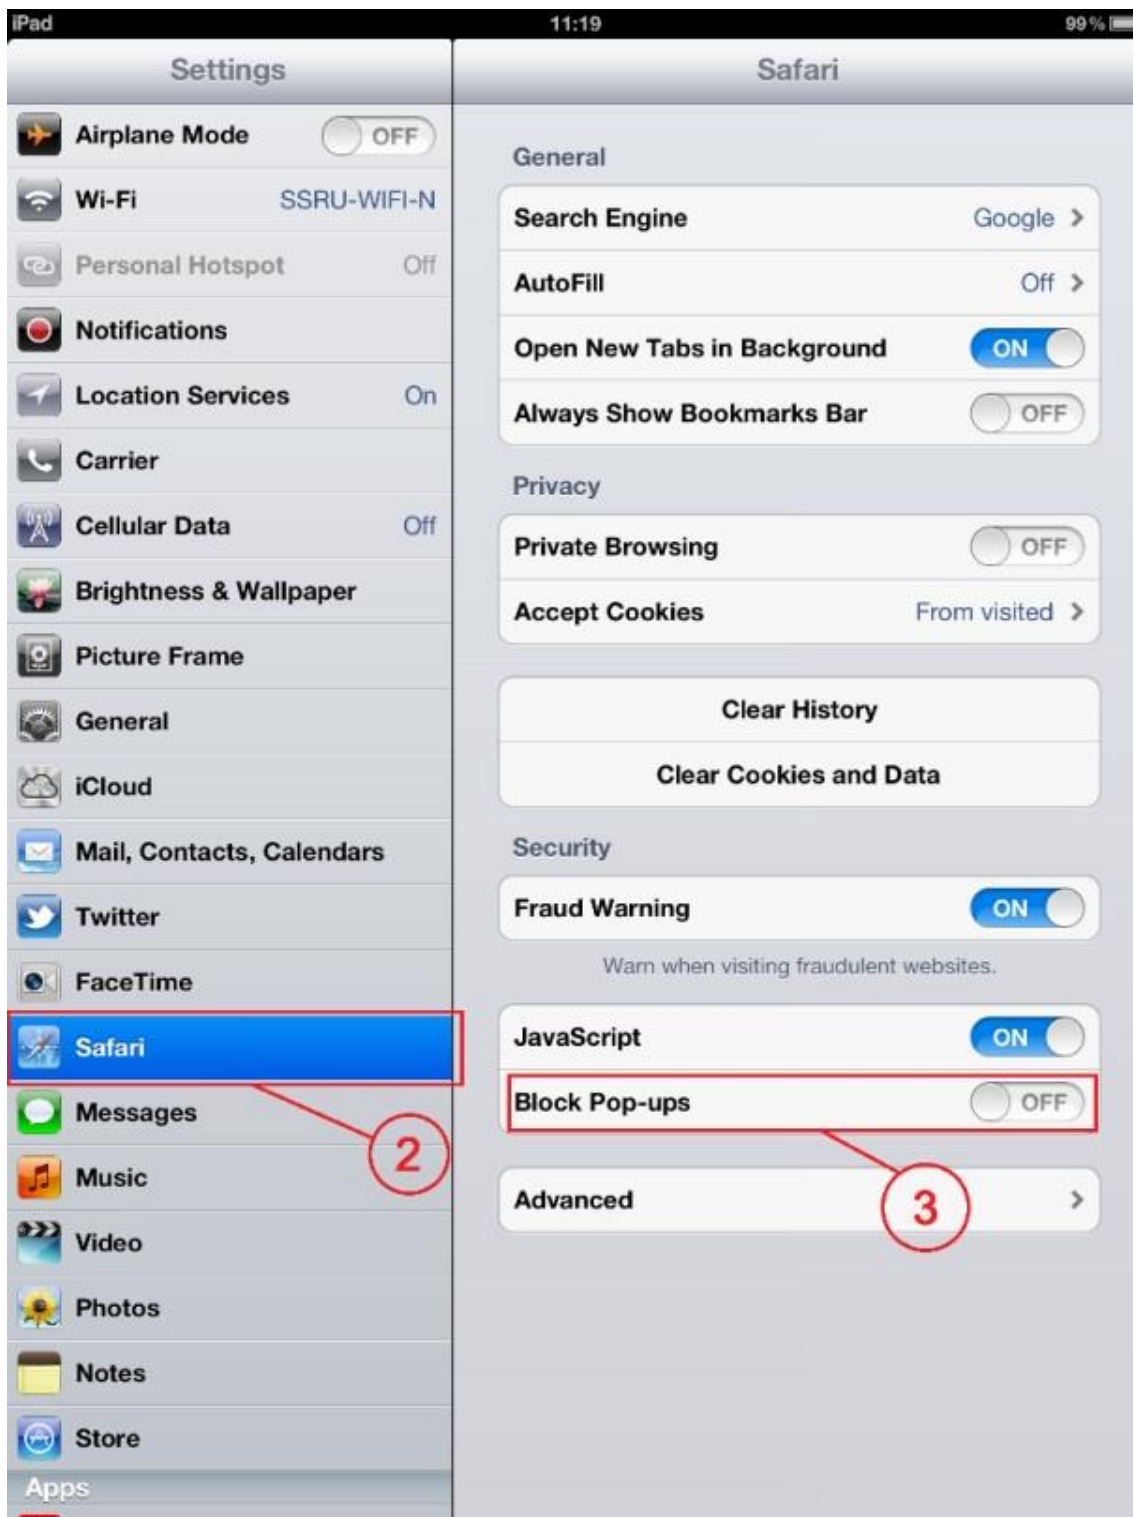 iPad 11:19 99%
Settings
Airplane Mode OFF
Wi-Fi SSRU-WIFI-N
Personal Hotspot Off
Notifications
Location Services On
Carrier
Cellular Data Off
Brightness & Wallpaper
Picture Frame
General
iCloud
Mail, Contacts, Calendars
Twitter
FaceTime
Safari
2
Messages
Music
Video
Photos
Notes
Store
Apps
Safari
General
Search Engine Google
AutoFill Off
Open New Tabs in Background ON
Always Show Bookmarks Bar OFF
Privacy
Private Browsing OFF
Accept Cookies From visited
Clear History
Clear Cookies and Data
Security
Fraud Warning ON
Warn when visiting fraudulent websites.
JavaScript ON
Block Pop-ups OFF
3
Advanced